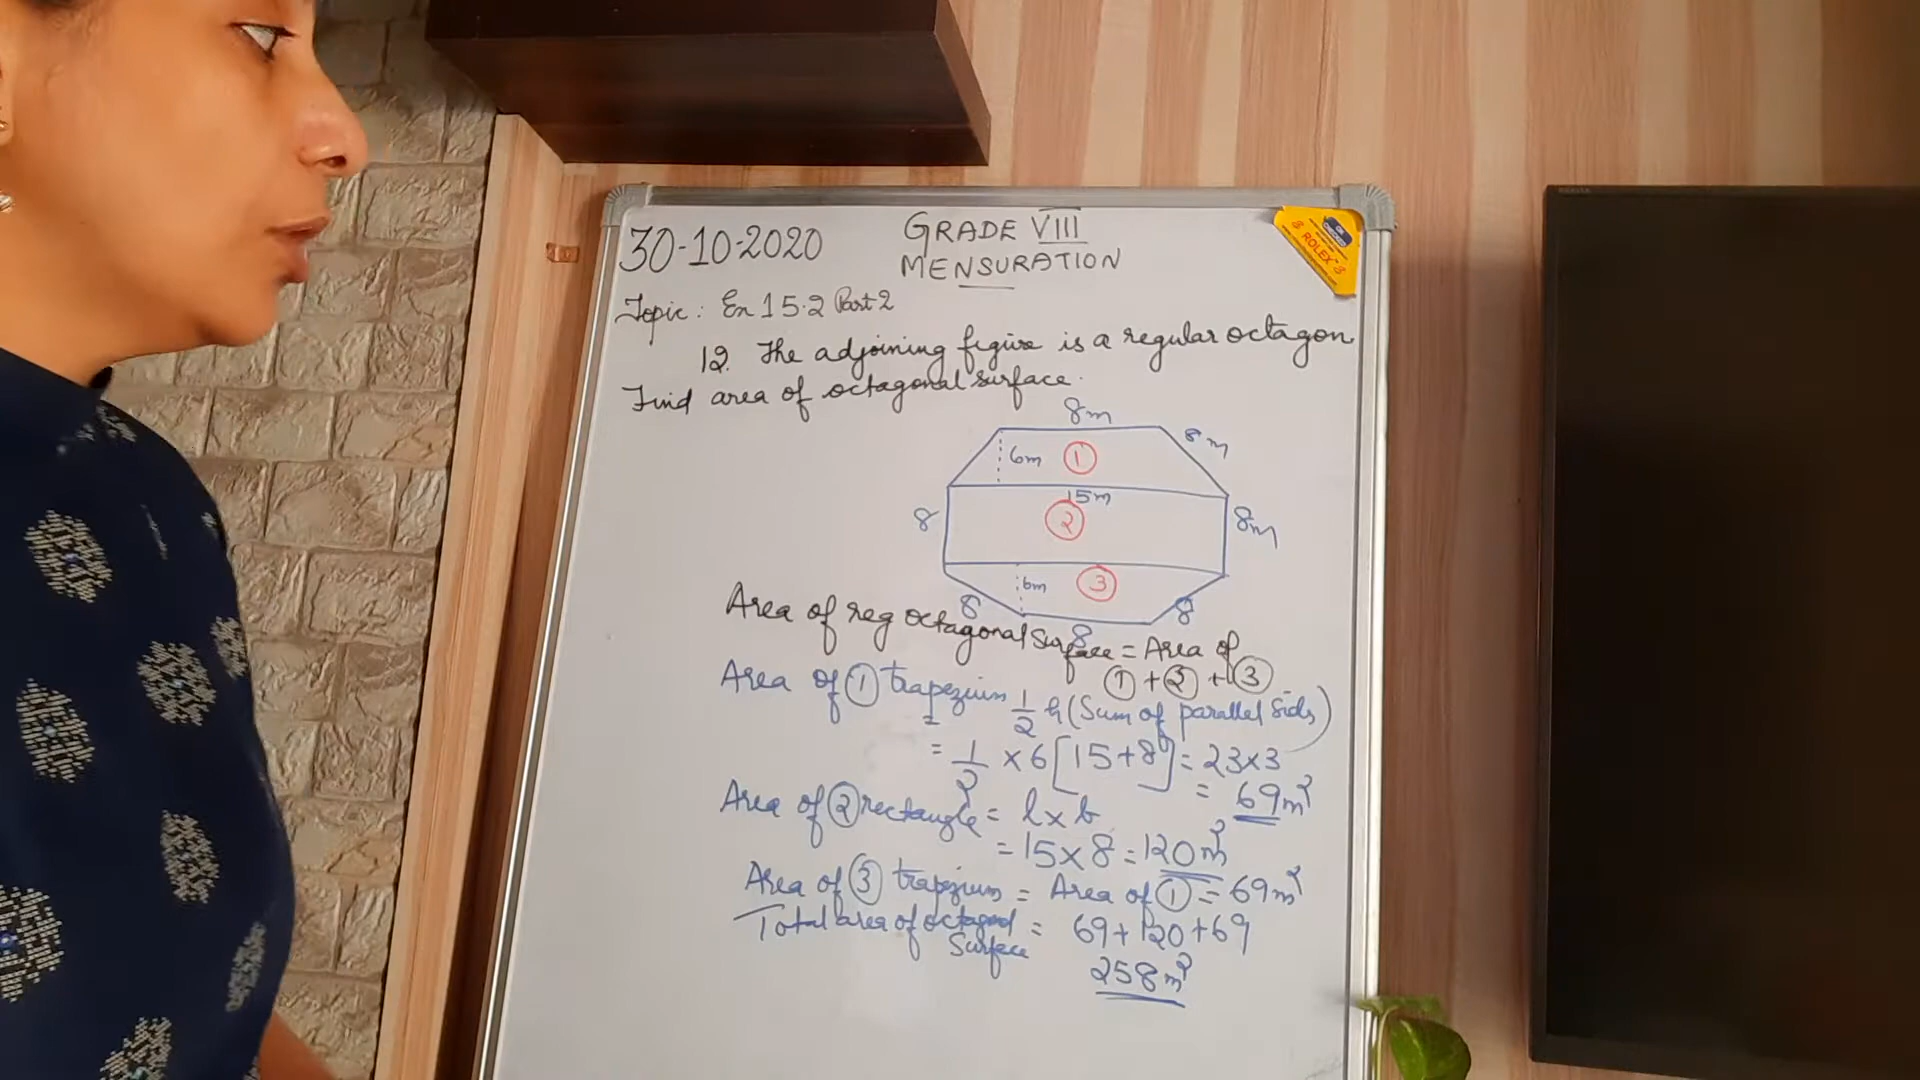 30-10-2020
GRADE VIII
MENSURATION
ROLEX
Topic: Ex 15.2 Part 2
12. The adjoining figure is a regular octagon
Find area of octagonal surface.
8m
8m
6m 1
15m
8 2 8m
6m 3
8 8
8
Area of reg octagonal Surface = Area of
1 + 2 + 3
Area of 1 trapezium = 1/2 h (Sum of parallel sides)
= 1/2 × 6 [15+8] = 23×3
= 69m²
Area of 2 rectangle = l × b
= 15 × 8 = 120m²
Area of 3 trapezium = Area of 1 = 69m²
Total area of octagonal Surface = 69+120+69
258m²